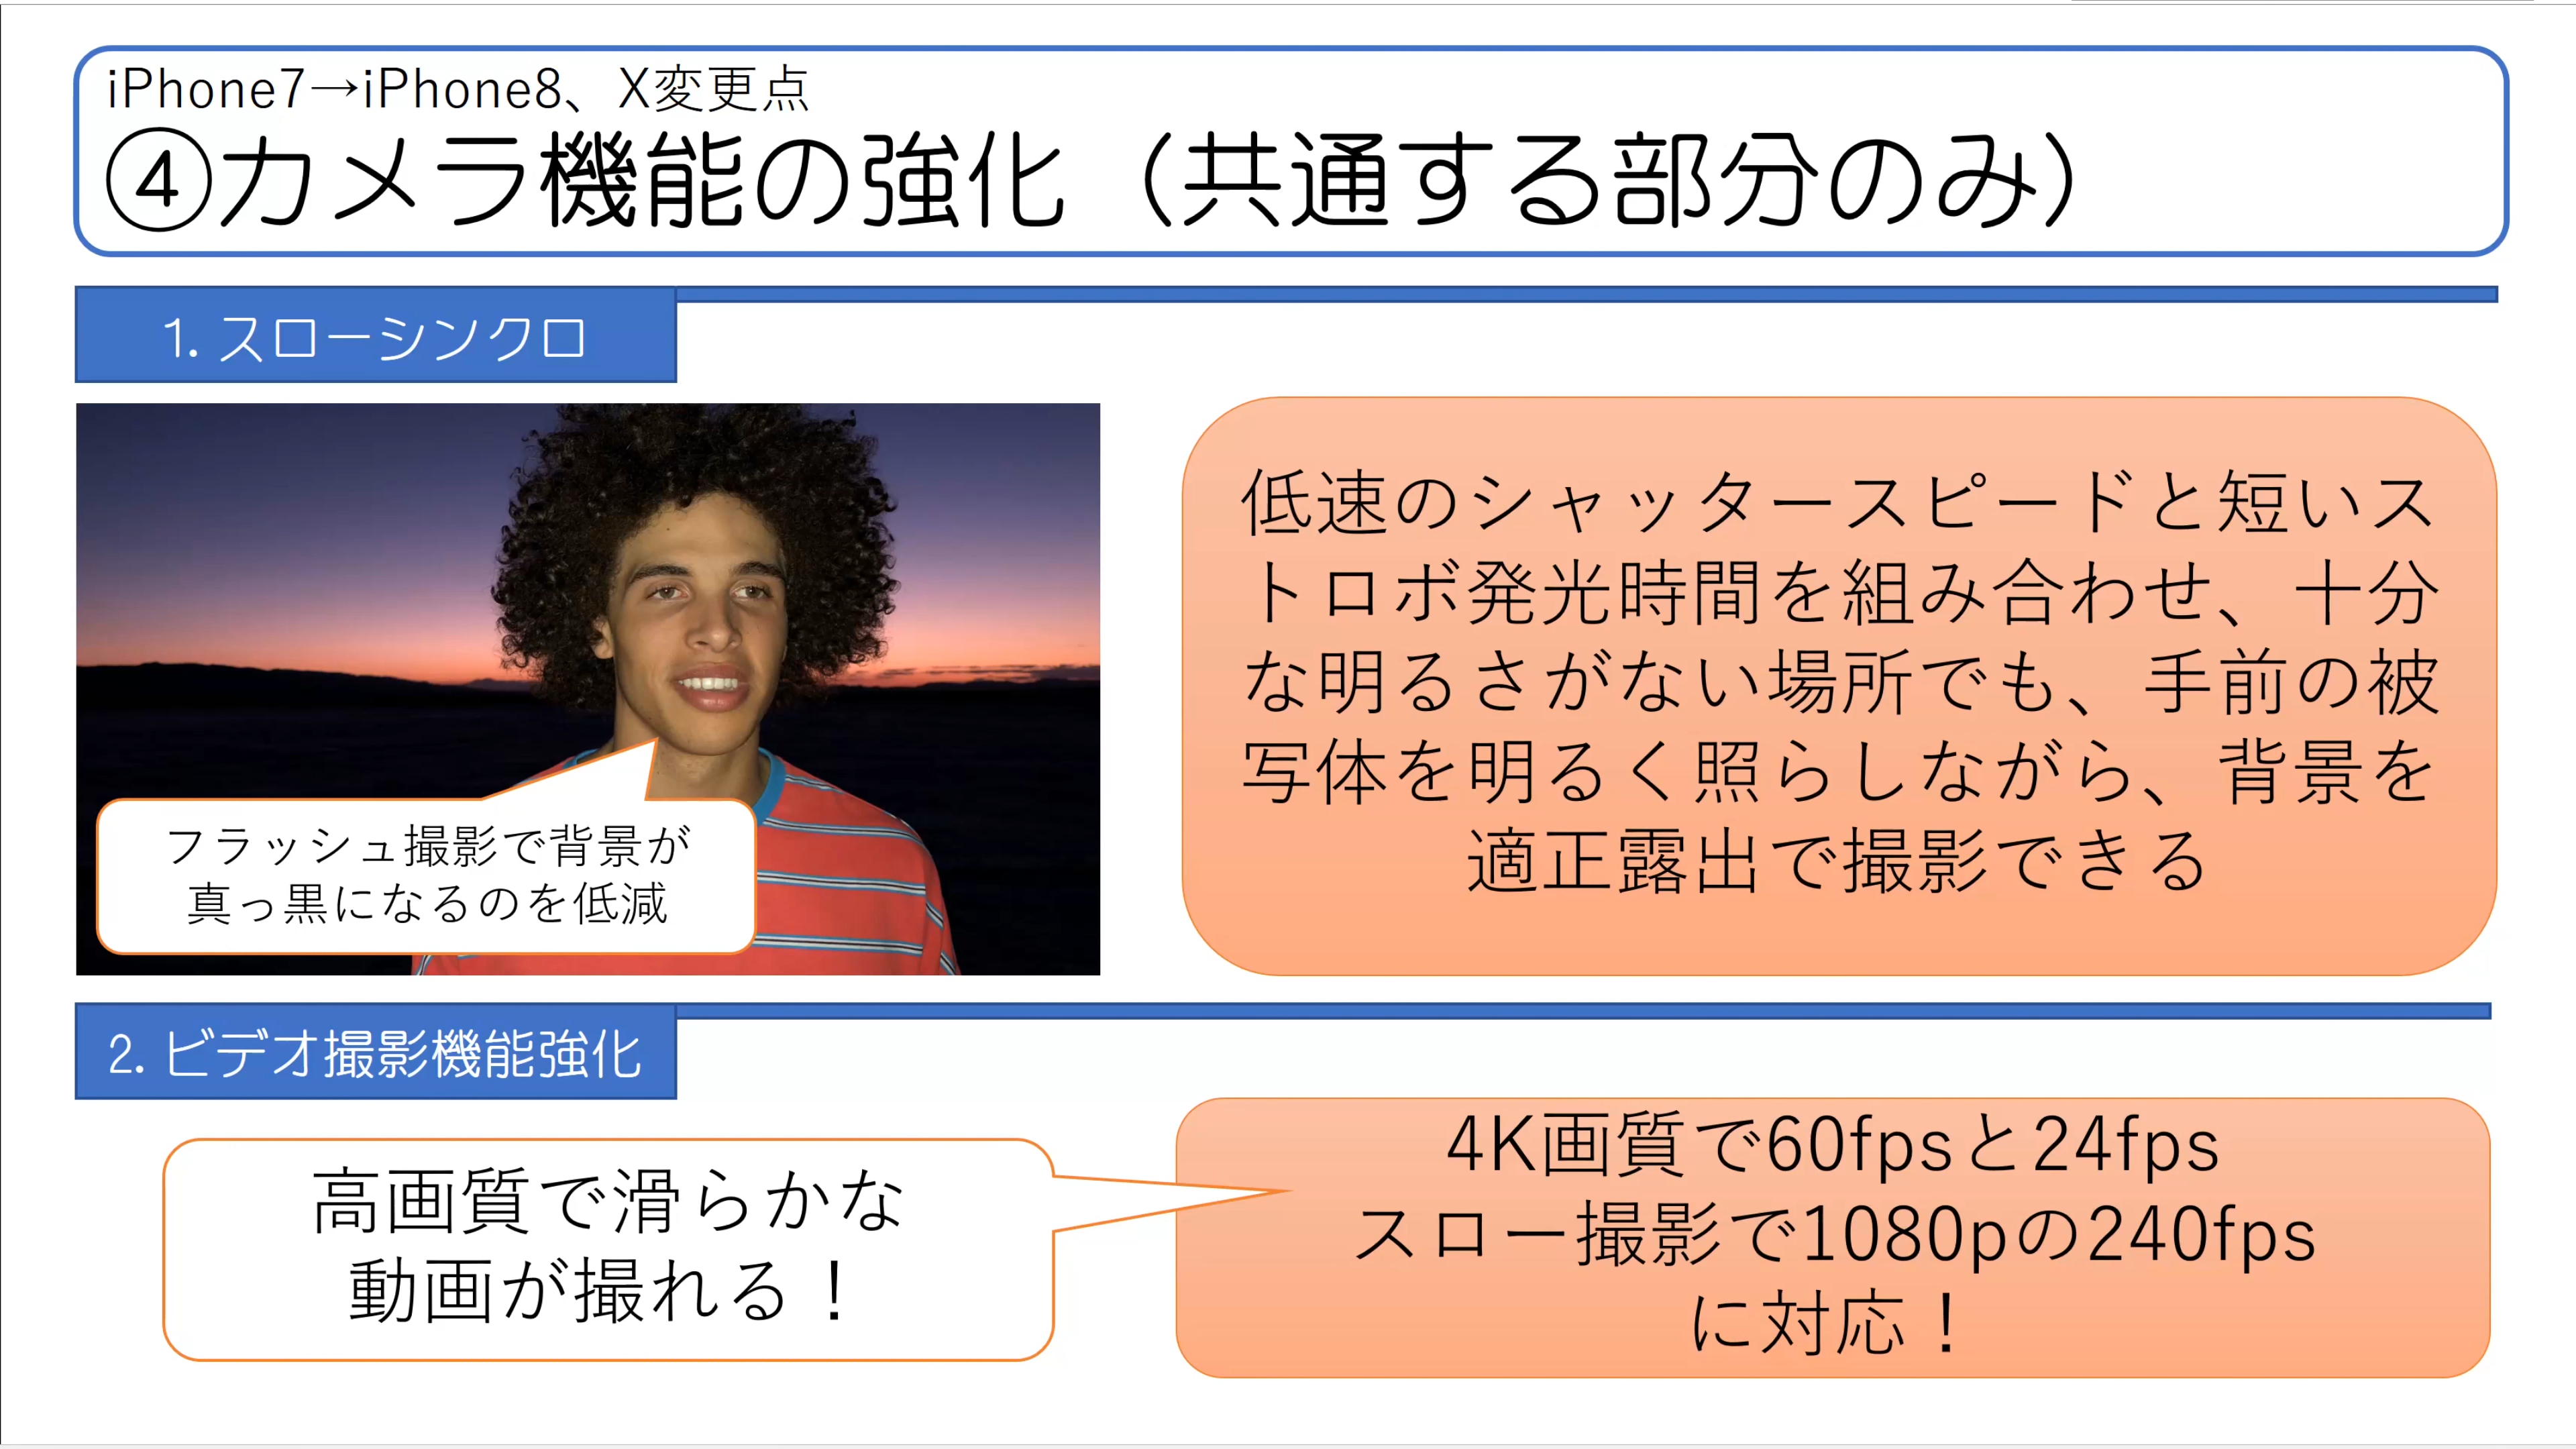 iPhone7→iPhone8、X変更点
④カメラ機能の強化（共通する部分のみ）
1. スローシンクロ
フラッシュ撮影で背景が
真っ黒になるのを低減
低速のシャッタースピードと短いス
トロボ発光時間を組み合わせ、十分
な明るさがない場所でも、手前の被
写体を明るく照らしながら、背景を
適正露出で撮影できる
2. ビデオ撮影機能強化
高画質で滑らかな
動画が撮れる！
4K画質で60fpsと24fps
スロー撮影で1080pの240fps
に対応！